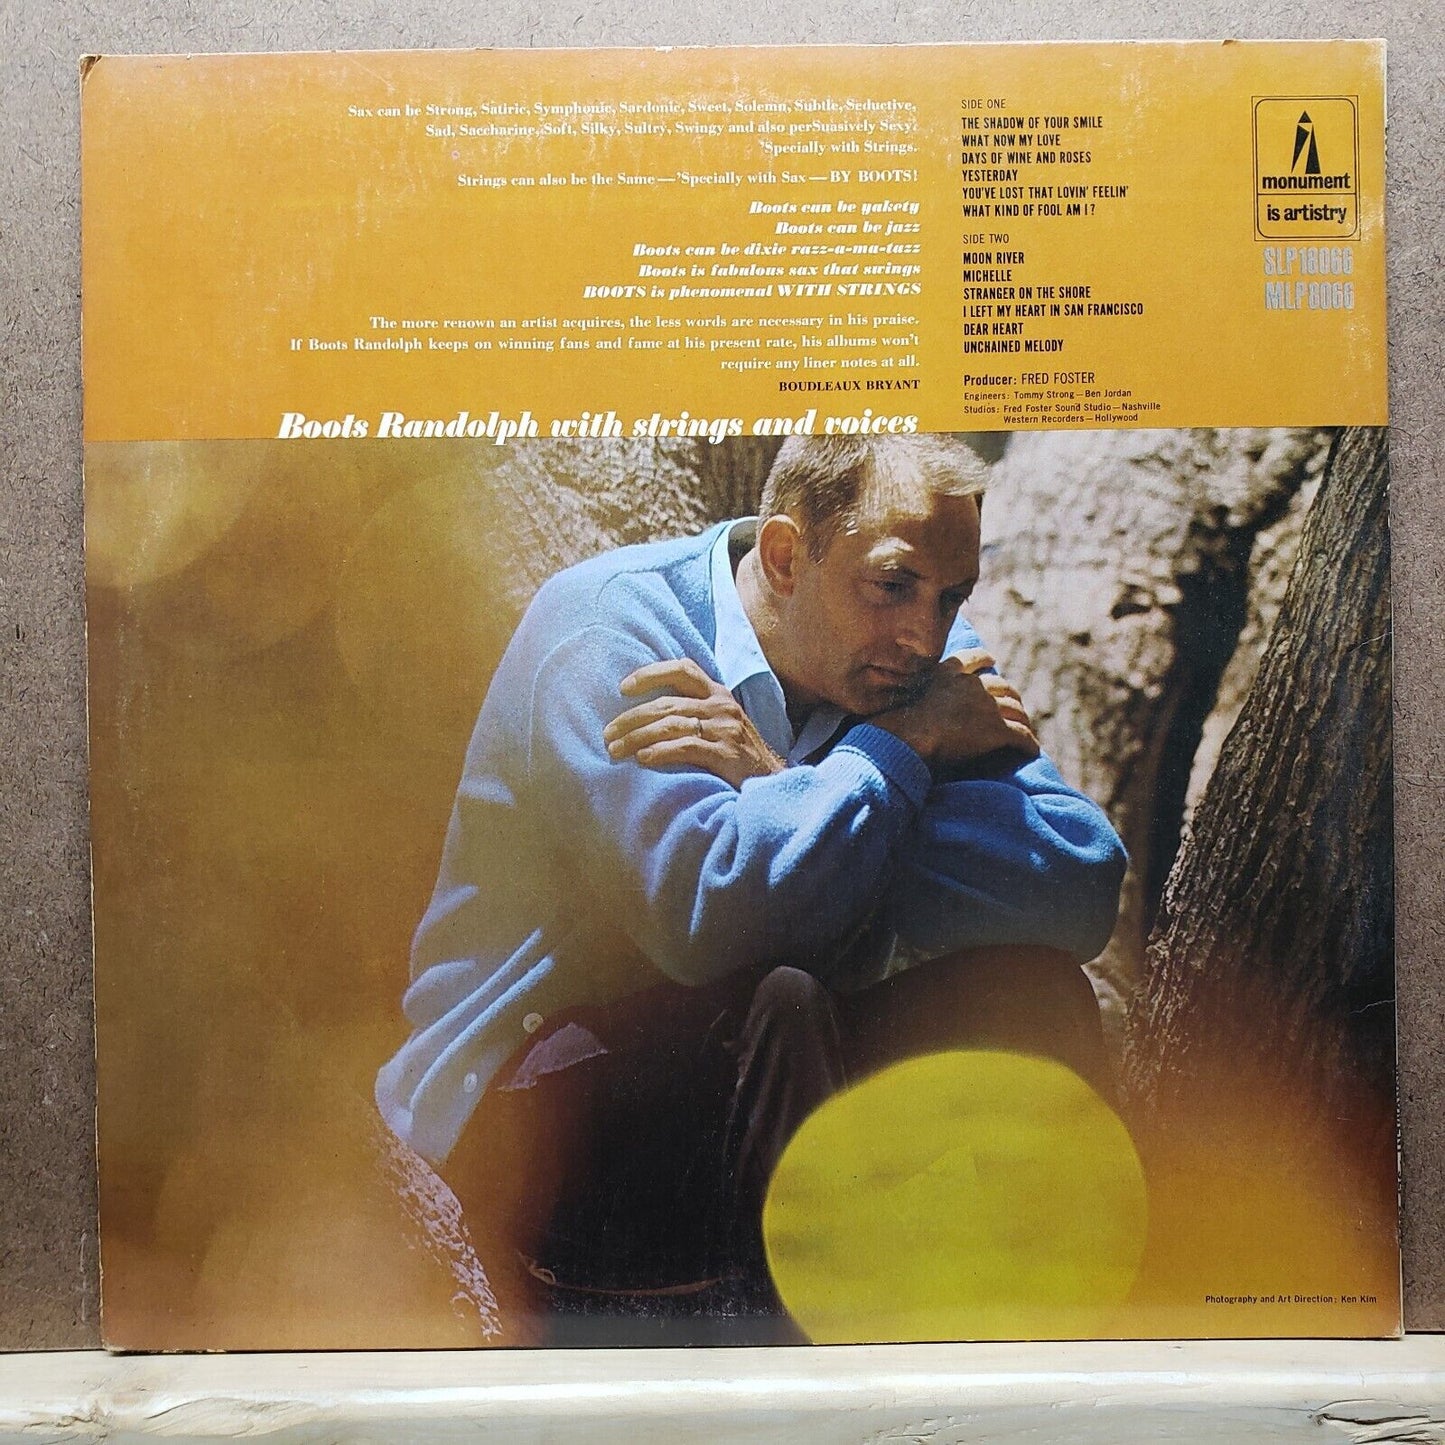 Sax can be Strong, Satiric, Symphonic, Sardonic, Sweet, Solemn, Subtle, Seductive,
Sad, Saccharine, Soft, Silky, Sultry, Swingy and also perSuasively Sexy.
'Specially with Strings.
Strings can also be the Same—'Specially with Sax—BY BOOTS!
Boots can be yakety
Boots can be jazz
Boots can be dixie razz-a-ma-tazz
Boots is fabulous sax that swings
BOOTS is phenomenal WITH STRINGS
The more renown an artist acquires, the less words are necessary in his praise.
If Boots Randolph keeps on winning fans and fame at his present rate, his albums won't
require any liner notes at all.
BOUDLEAUX BRYANT
Boots Randolph with strings and voices
SIDE ONE
THE SHADOW OF YOUR SMILE
WHAT NOW MY LOVE
DAYS OF WINE AND ROSES
YESTERDAY
YOU'VE LOST THAT LOVIN' FEELIN'
WHAT KIND OF FOOL AM I?
SIDE TWO
MOON RIVER
MICHELLE
STRANGER ON THE SHORE
I LEFT MY HEART IN SAN FRANCISCO
DEAR HEART
UNCHAINED MELODY
Producer: FRED FOSTER
Engineers: Tommy Strong—Ben Jordan
Studios: Fred Foster Sound Studio—Nashville
Western Recorders—Hollywood
monument
is artistry
SLP18066
MLP8066
Photography and Art Direction: Ken Kim